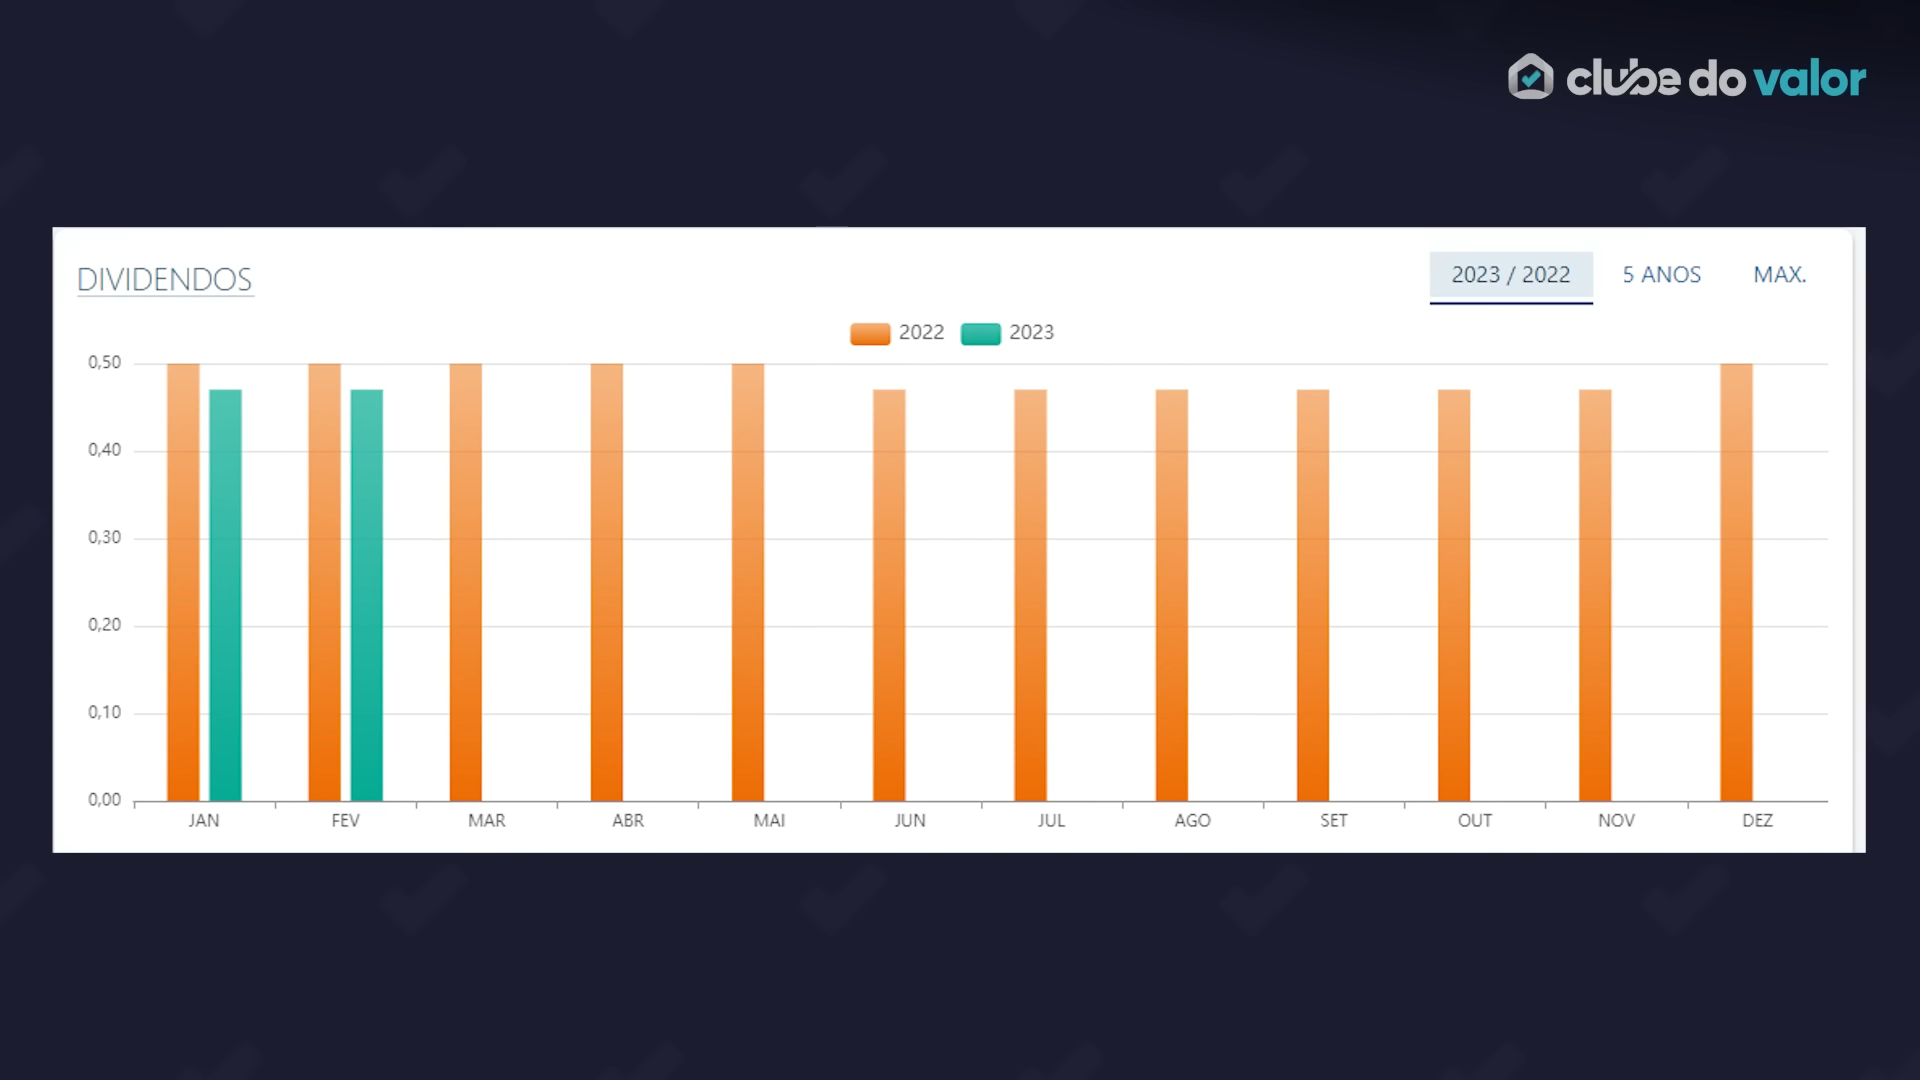 clube do valor
DIVIDENDOS
2023 / 2022 5 ANOS MAX.
2022 2023
0,50
0,40
0,30
0,20
0,10
0,00
JAN FEV MAR ABR MAI JUN JUL AGO SET OUT NOV DEZ